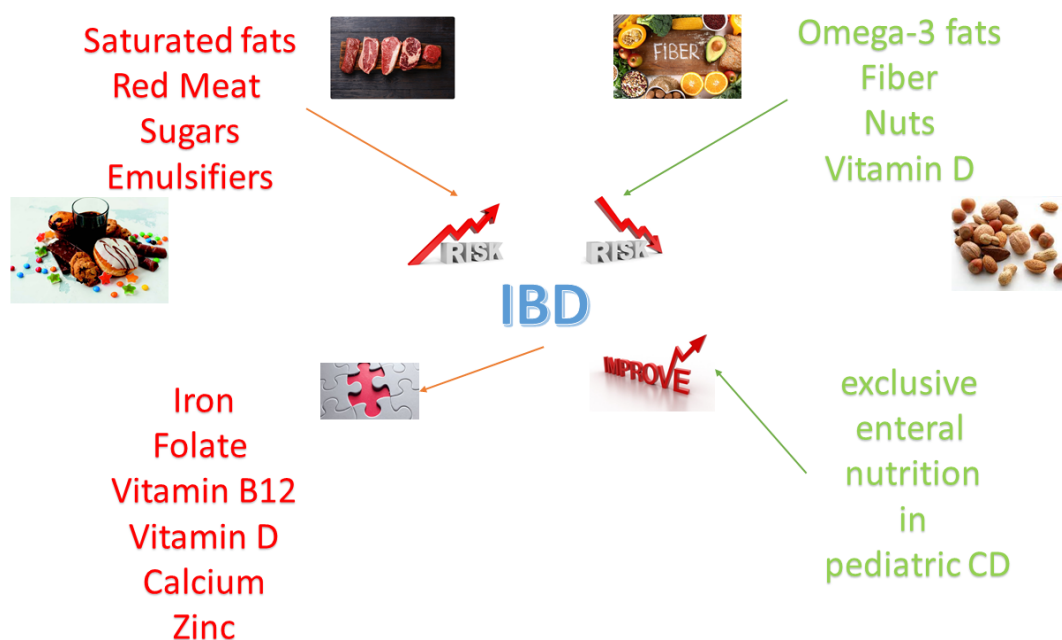 Saturated fats
Red Meat
Sugars
Emulsifiers
FIBER
Omega-3 fats
Fiber
Nuts
Vitamin D
RISK
RISK
IBD
IMPROVE
Iron
Folate
Vitamin B12
Vitamin D
Calcium
Zinc
exclusive
enteral
nutrition
in
pediatric CD